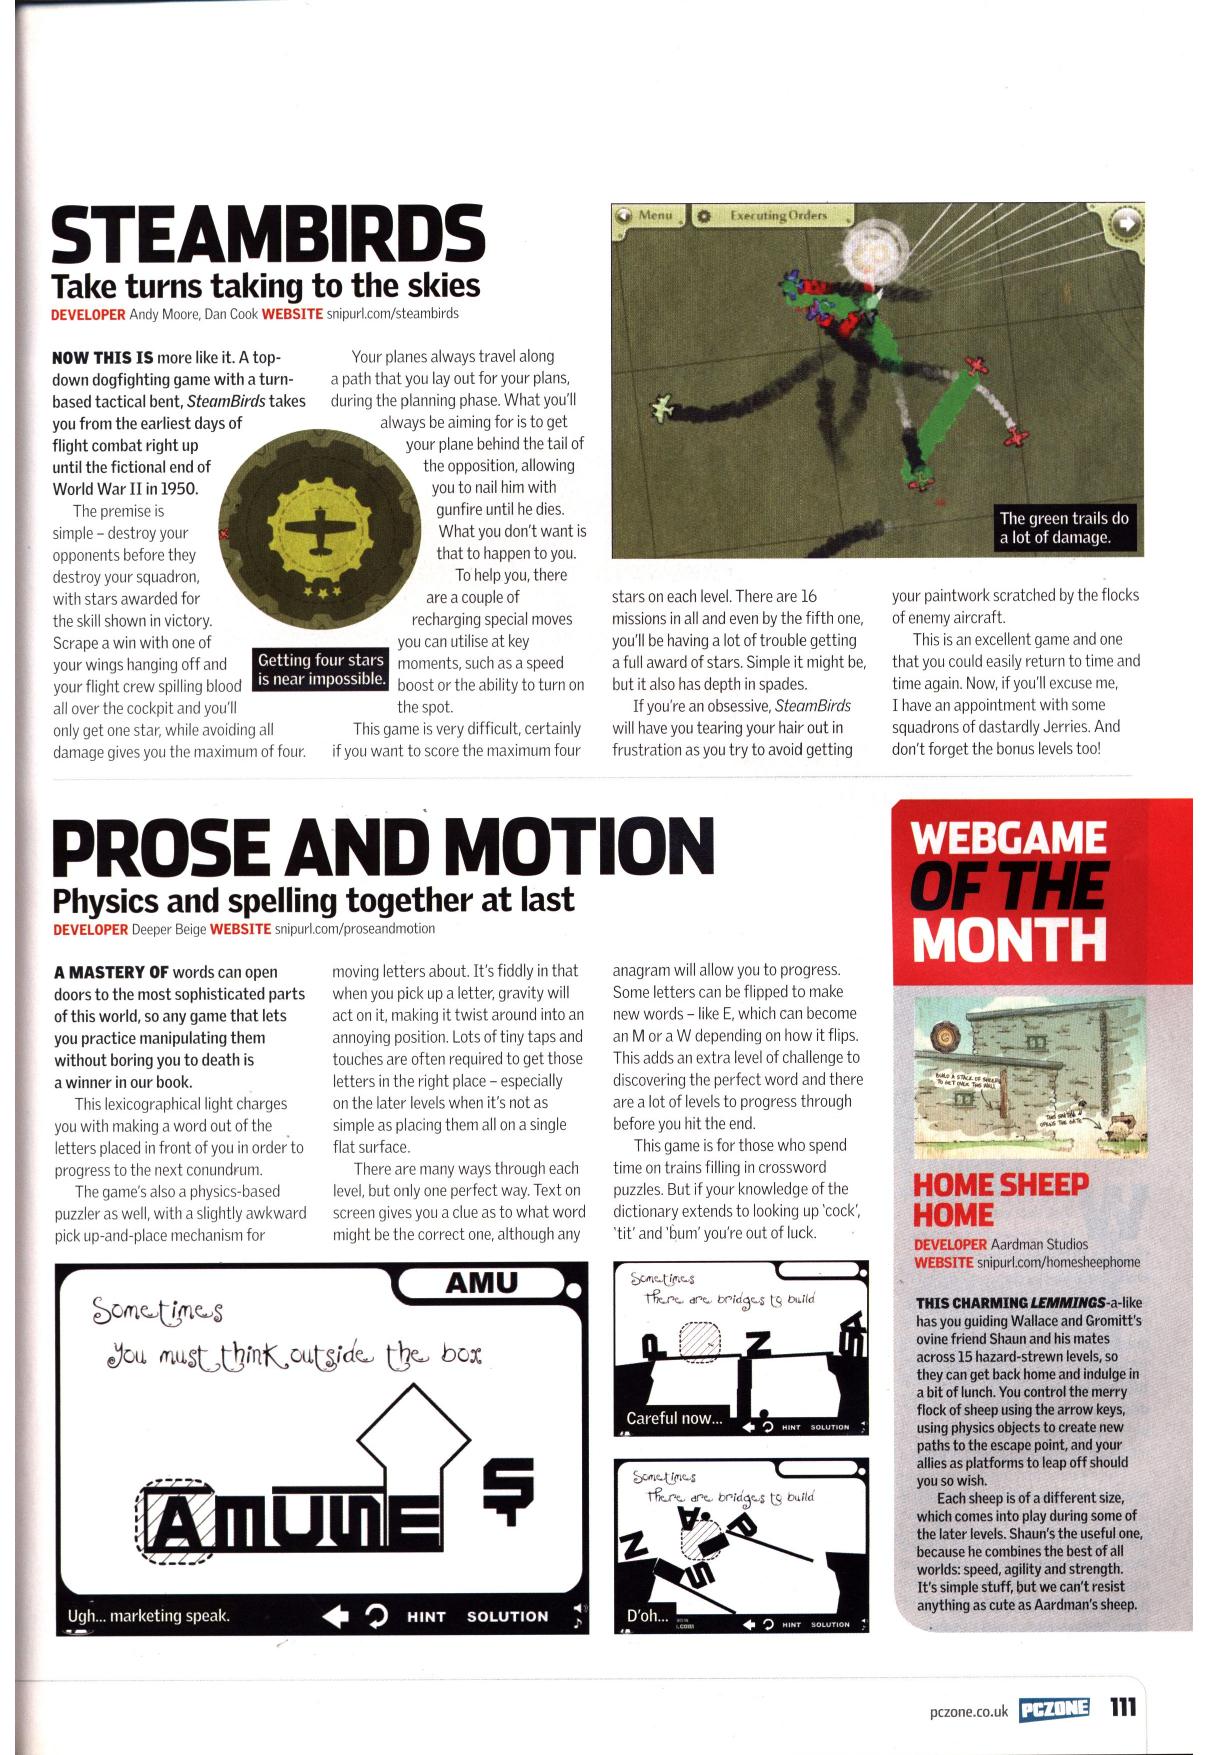 STEAMBIRDS
Take turns taking to the skies
DEVELOPER Andy Moore, Dan Cook WEBSITE snipurl.com/steambirds
NOW THIS IS more like it. A top-
down dogfighting game with a turn-
based tactical bent, SteamBirds takes
you from the earliest days of
flight combat right up
until the fictional end of
World War II in 1950.
The premise is
simple – destroy your
opponents before they
destroy your squadron,
with stars awarded for
the skill shown in victory.
Scrape a win with one of
your wings hanging off and
your flight crew spilling blood
all over the cockpit and you'll
only get one star, while avoiding all
damage gives you the maximum of four.
Getting four stars
is near impossible.
Your planes always travel along
a path that you lay out for your plans,
during the planning phase. What you'll
always be aiming for is to get
your plane behind the tail of
the opposition, allowing
you to nail him with
gunfire until he dies.
What you don't want is
that to happen to you.
To help you, there
are a couple of
recharging special moves
you can utilise at key
moments, such as a speed
boost or the ability to turn on
the spot.
This game is very difficult, certainly
if you want to score the maximum four
Menu
Executing Orders
The green trails do
a lot of damage.
stars on each level. There are 16
missions in all and even by the fifth one,
you'll be having a lot of trouble getting
a full award of stars. Simple it might be,
but it also has depth in spades.
If you're an obsessive, SteamBirds
will have you tearing your hair out in
frustration as you try to avoid getting
your paintwork scratched by the flocks
of enemy aircraft.
This is an excellent game and one
that you could easily return to time and
time again. Now, if you'll excuse me,
I have an appointment with some
squadrons of dastardly Jerries. And
don't forget the bonus levels too!
PROSE AND MOTION
Physics and spelling together at last
DEVELOPER Deeper Beige WEBSITE snipurl.com/proseandmotion
A MASTERY OF words can open
doors to the most sophisticated parts
of this world, so any game that lets
you practice manipulating them
without boring you to death is
a winner in our book.
This lexicographical light charges
you with making a word out of the
letters placed in front of you in order to
progress to the next conundrum.
The game's also a physics-based
puzzler as well, with a slightly awkward
pick up-and-place mechanism for
moving letters about. It's fiddly in that
when you pick up a letter, gravity will
act on it, making it twist around into an
annoying position. Lots of tiny taps and
touches are often required to get those
letters in the right place – especially
on the later levels when it's not as
simple as placing them all on a single
flat surface.
There are many ways through each
level, but only one perfect way. Text on
screen gives you a clue as to what word
might be the correct one, although any
anagram will allow you to progress.
Some letters can be flipped to make
new words – like E, which can become
an M or a W depending on how it flips.
This adds an extra level of challenge to
discovering the perfect word and there
are a lot of levels to progress through
before you hit the end.
This game is for those who spend
time on trains filling in crossword
puzzles. But if your knowledge of the
dictionary extends to looking up 'cock',
'tit' and 'bum' you're out of luck.
AMU
Sometimes
You must think outside the box
Ugh... marketing speak.
HINT SOLUTION
Sometimes
There are bridges to build
P N
Careful now...
HINT SOLUTION
Sometimes
There are bridges to build
N S A P
D'oh...
HINT SOLUTION
WEBGAME
OF THE
MONTH
BUILD A STACK OF SHEEP
TO GET OVER THE WALL
THIS SWITCH
OPENS THE GATE
HOME SHEEP
HOME
DEVELOPER Aardman Studios
WEBSITE snipurl.com/homesheephome
THIS CHARMING LEMMINGS-a-like
has you guiding Wallace and Gromitt's
ovine friend Shaun and his mates
across 15 hazard-strewn levels, so
they can get back home and indulge in
a bit of lunch. You control the merry
flock of sheep using the arrow keys,
using physics objects to create new
paths to the escape point, and your
allies as platforms to leap off should
you so wish.
Each sheep is of a different size,
which comes into play during some of
the later levels. Shaun's the useful one,
because he combines the best of all
worlds: speed, agility and strength.
It's simple stuff, but we can't resist
anything as cute as Aardman's sheep.
pczone.co.uk PCZONE 111